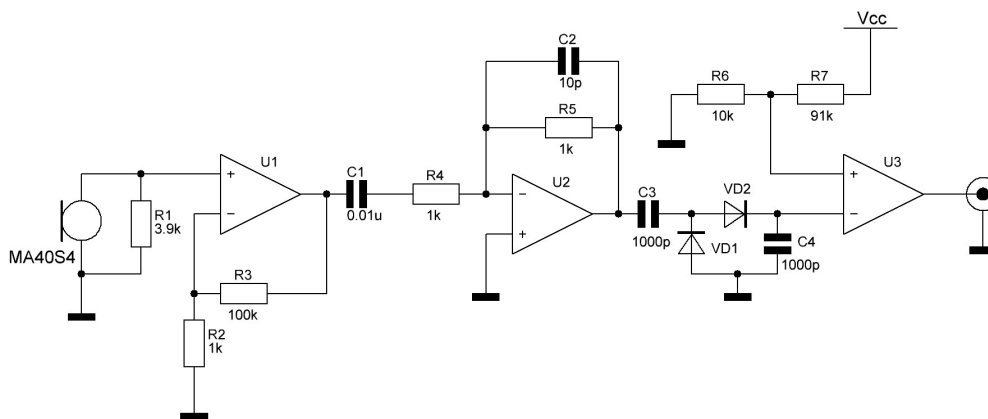 Vcc
C2
10p
R6
10k
R7
91k
R5
1k
U1
+
−
C1
0.01u
R4
1k
U2
−
+
C3
1000p
VD2
VD1
C4
1000p
U3
+
−
R1
3.9k
MA40S4
R3
100k
R2
1k